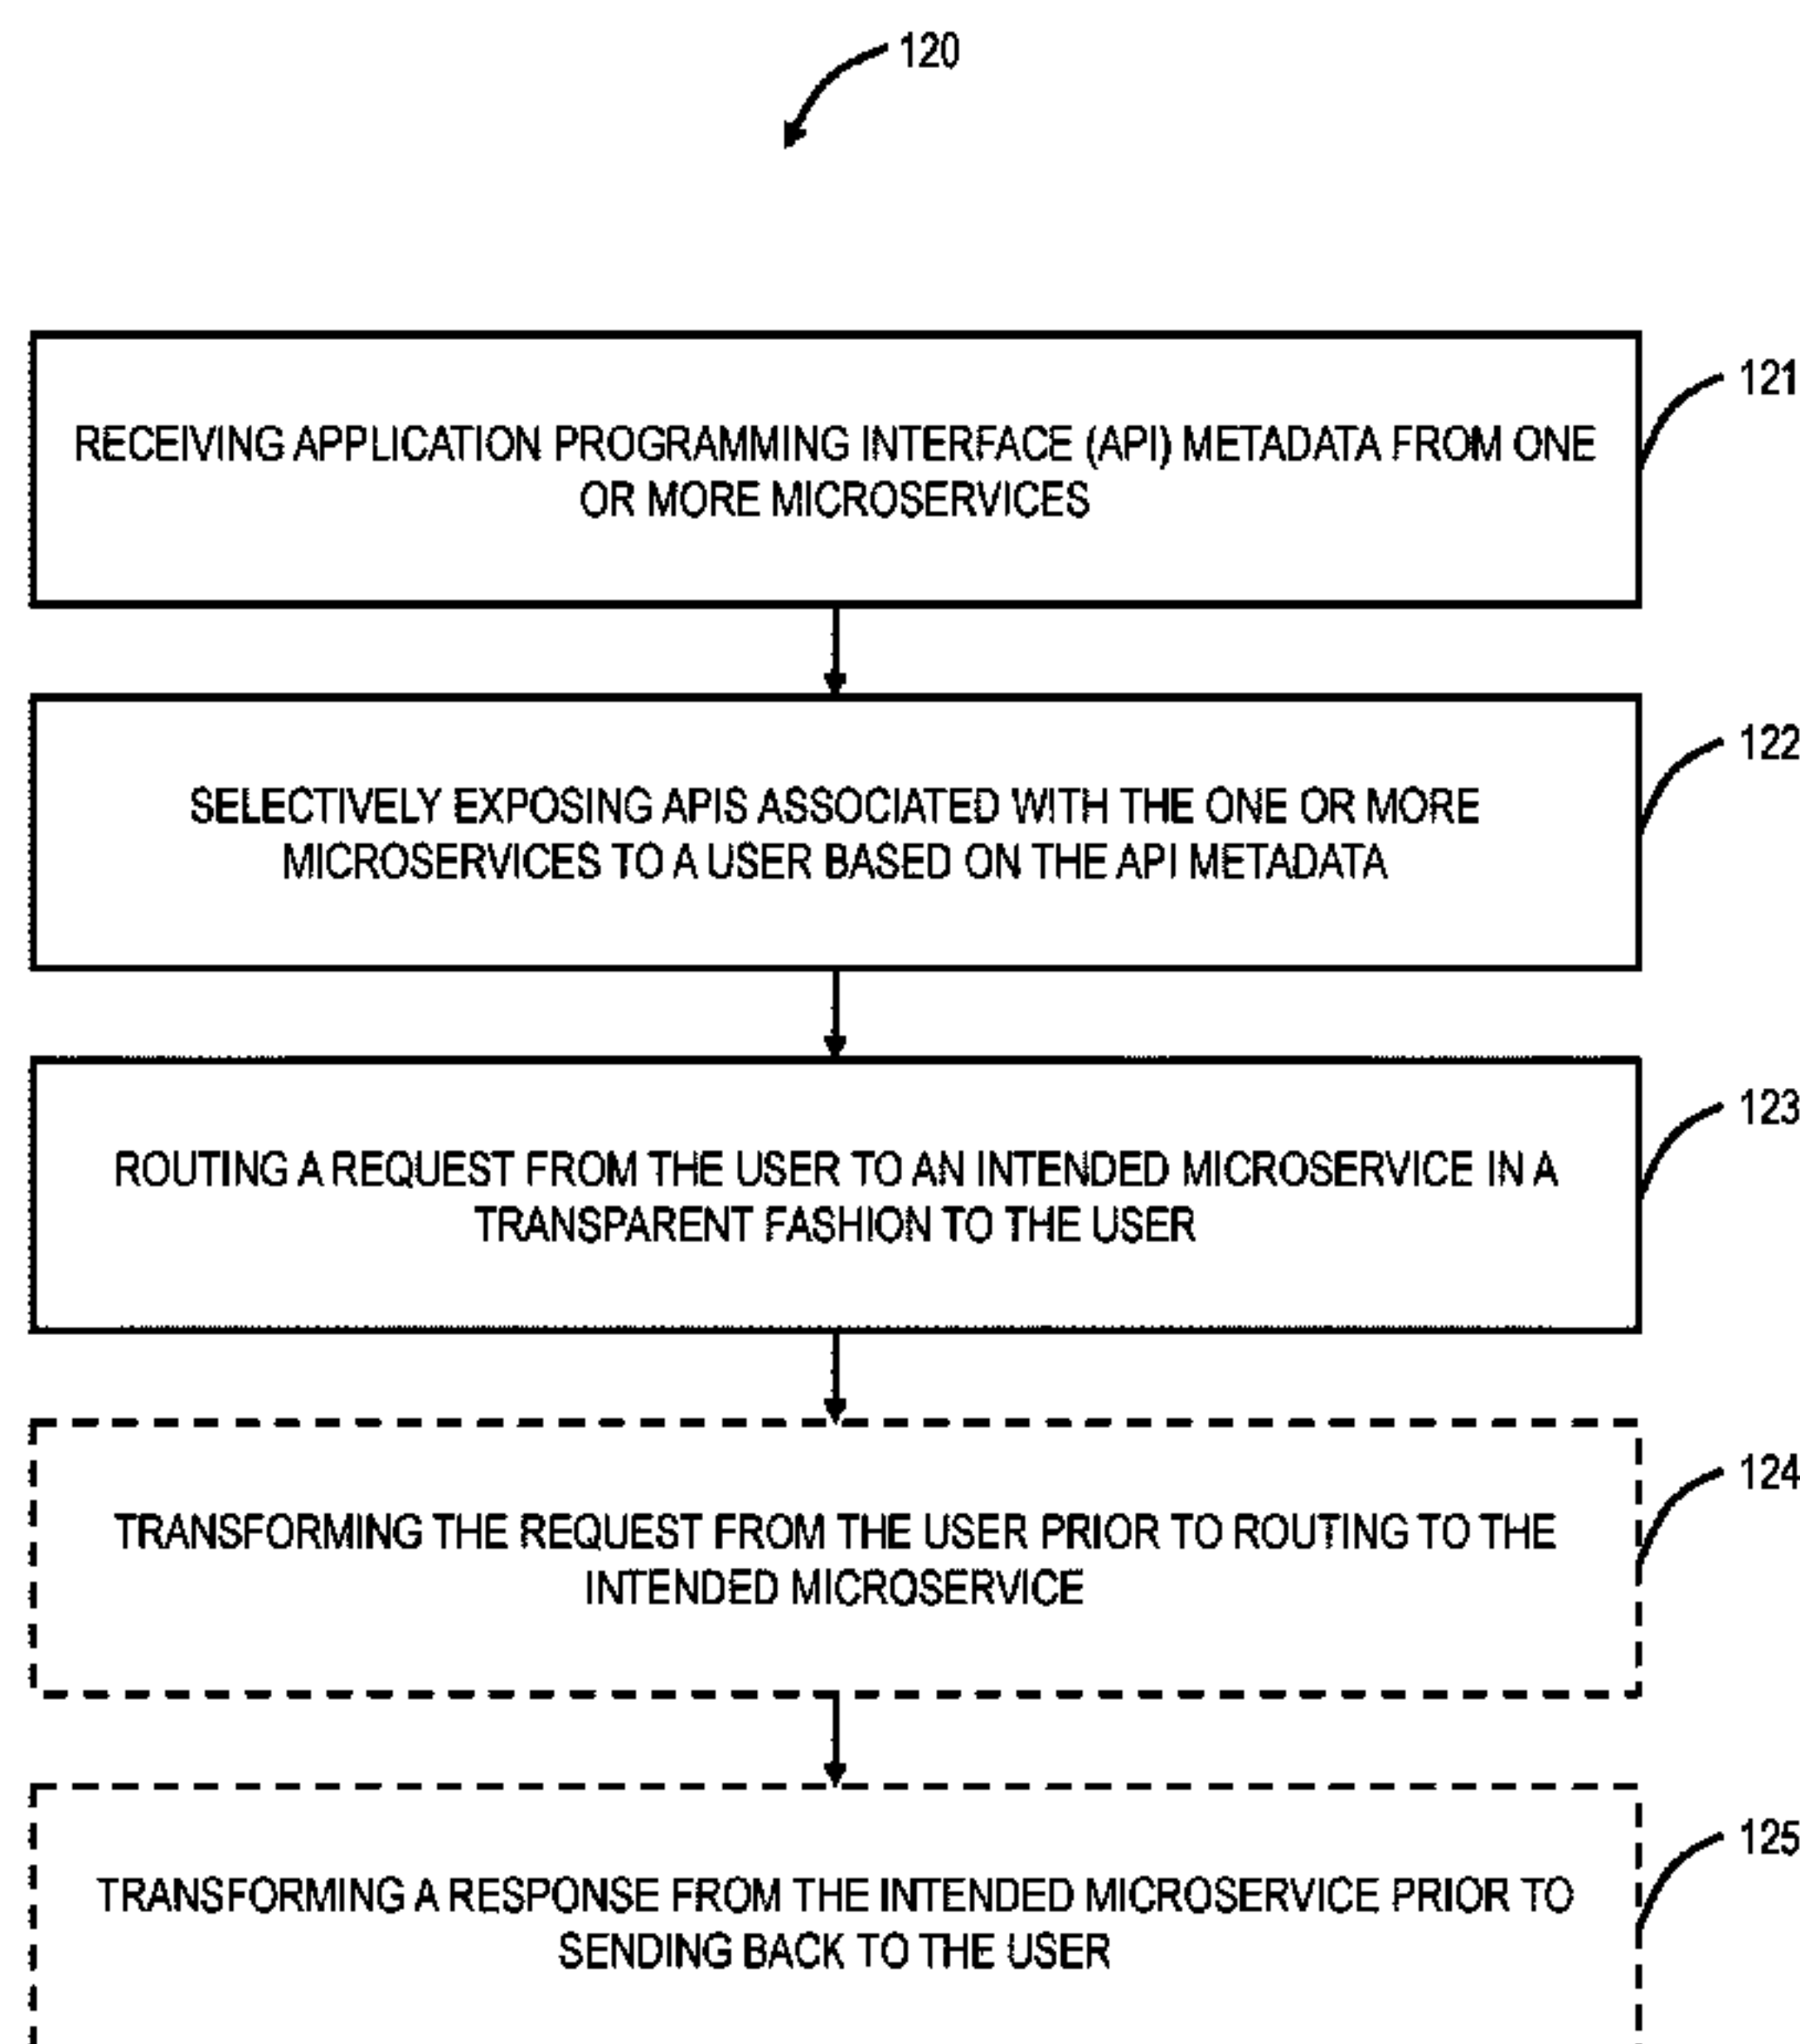 120
121
RECEIVING APPLICATION PROGRAMMING INTERFACE (API) METADATA FROM ONE
OR MORE MICROSERVICES
122
SELECTIVELY EXPOSING APIS ASSOCIATED WITH THE ONE OR MORE
MICROSERVICES TO A USER BASED ON THE API METADATA
123
ROUTING A REQUEST FROM THE USER TO AN INTENDED MICROSERVICE IN A
TRANSPARENT FASHION TO THE USER
124
TRANSFORMING THE REQUEST FROM THE USER PRIOR TO ROUTING TO THE
INTENDED MICROSERVICE
125
TRANSFORMING A RESPONSE FROM THE INTENDED MICROSERVICE PRIOR TO
SENDING BACK TO THE USER